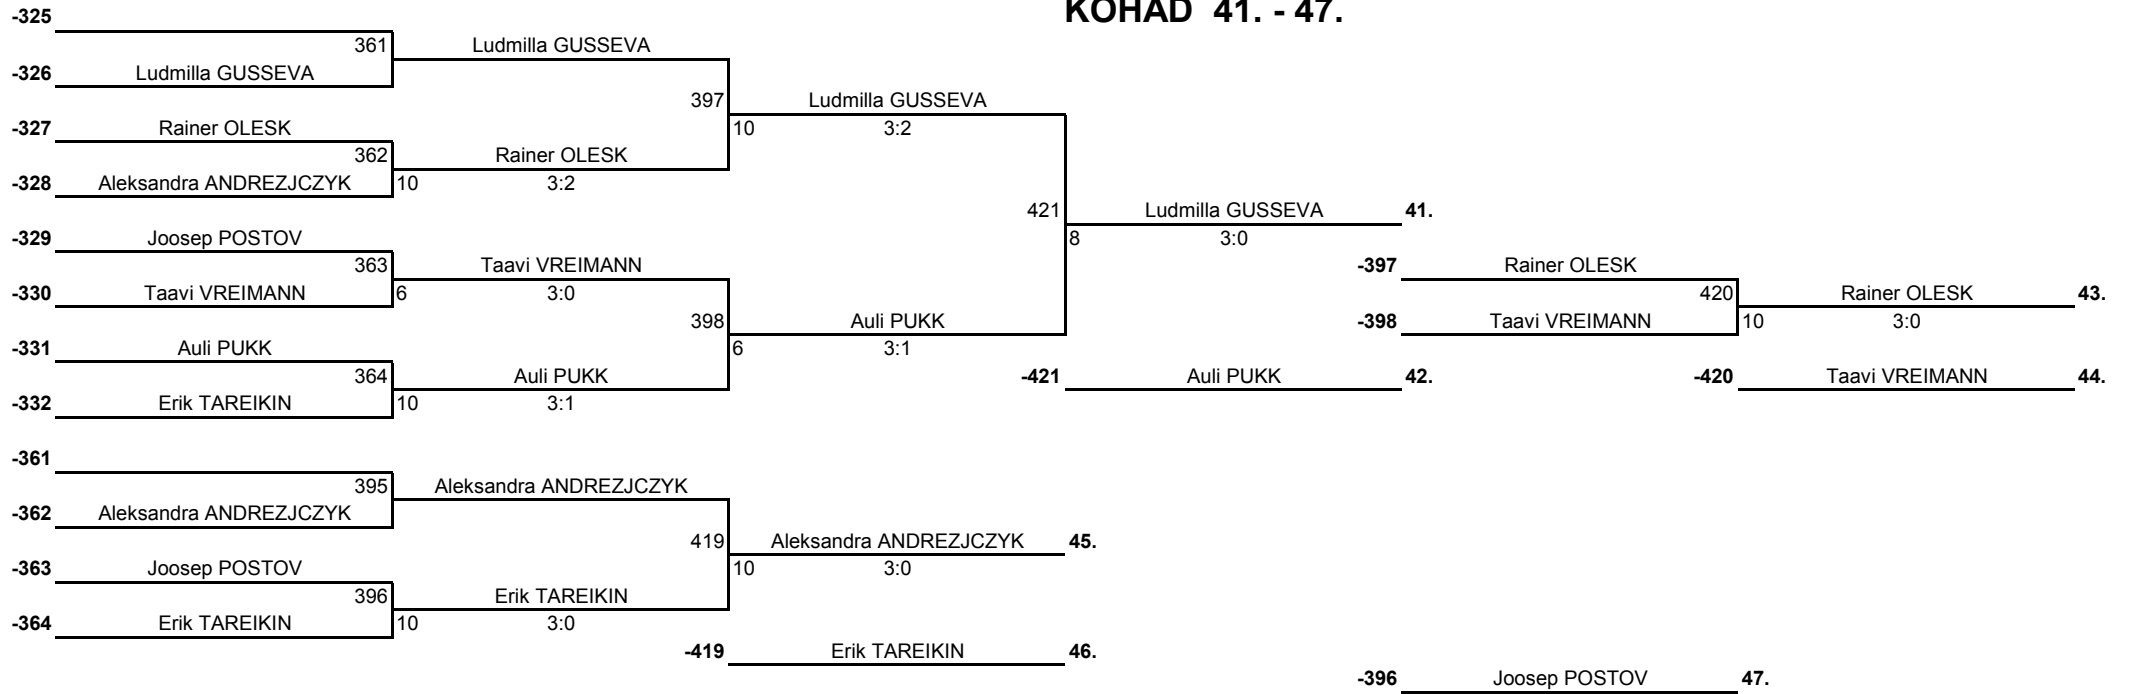 KOHAD 41. - 47.
-325
361 Ludmilla GUSSEVA
-326 Ludmilla GUSSEVA
397 Ludmilla GUSSEVA
-327 Rainer OLESK 10 3:2
362 Rainer OLESK
-328 Aleksandra ANDREZJCZYK 10 3:2
421 Ludmilla GUSSEVA 41.
-329 Joosep POSTOV 8 3:0
363 Taavi VREIMANN -397 Rainer OLESK
-330 Taavi VREIMANN 6 3:0 420 Rainer OLESK 43.
398 Auli PUKK -398 Taavi VREIMANN 10 3:0
-331 Auli PUKK 6 3:1
364 Auli PUKK -421 Auli PUKK 42. -420 Taavi VREIMANN 44.
-332 Erik TAREIKIN 10 3:1
-361
395 Aleksandra ANDREZJCZYK
-362 Aleksandra ANDREZJCZYK
419 Aleksandra ANDREZJCZYK 45.
-363 Joosep POSTOV 10 3:0
396 Erik TAREIKIN
-364 Erik TAREIKIN 10 3:0
-419 Erik TAREIKIN 46.
-396 Joosep POSTOV 47.